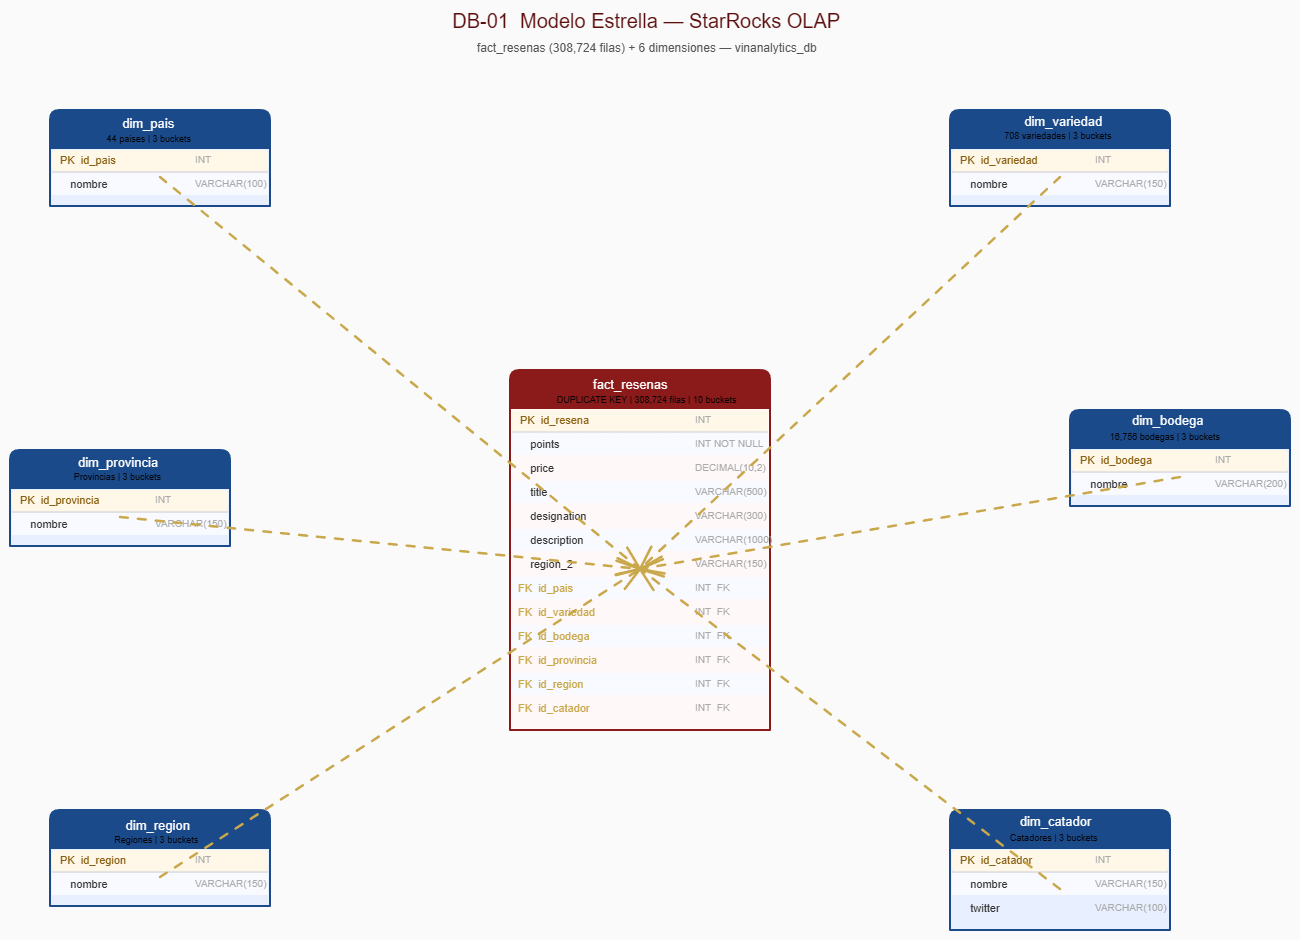 DB-01 Modelo Estrella — StarRocks OLAP
fact_resenas (308,724 filas) + 6 dimensiones — vinanalytics_db
dim_pais
44 países | 3 buckets
PK id_pais INT
nombre VARCHAR(100)
dim_variedad
708 variedades | 3 buckets
PK id_variedad INT
nombre VARCHAR(150)
fact_resenas
DUPLICATE KEY | 308,724 filas | 10 buckets
PK id_resena INT
points INT NOT NULL
price DECIMAL(10,2)
title VARCHAR(500)
designation VARCHAR(300)
description VARCHAR(1000)
region_2 VARCHAR(150)
FK id_pais INT FK
FK id_variedad INT FK
FK id_bodega INT FK
FK id_provincia INT FK
FK id_region INT FK
FK id_catador INT FK
dim_provincia
Provincias | 3 buckets
PK id_provincia INT
nombre VARCHAR(150)
dim_bodega
16,756 bodegas | 3 buckets
PK id_bodega INT
nombre VARCHAR(200)
dim_region
Regiones | 3 buckets
PK id_region INT
nombre VARCHAR(150)
dim_catador
Catadores | 3 buckets
PK id_catador INT
nombre VARCHAR(150)
twitter VARCHAR(100)